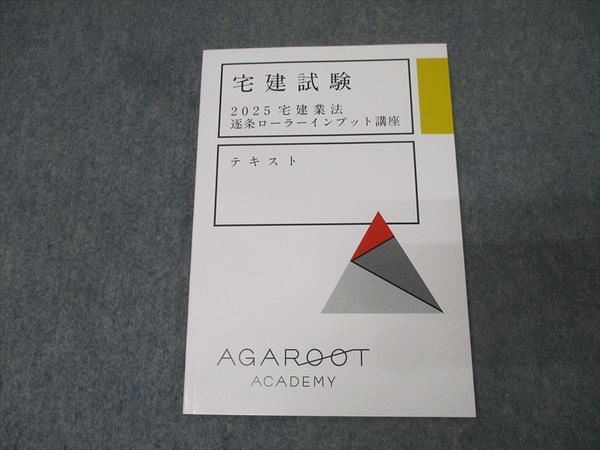 宅建試験
2025 宅建業法
逐条ローラーインプット講座
テキスト
AGAROOT
ACADEMY